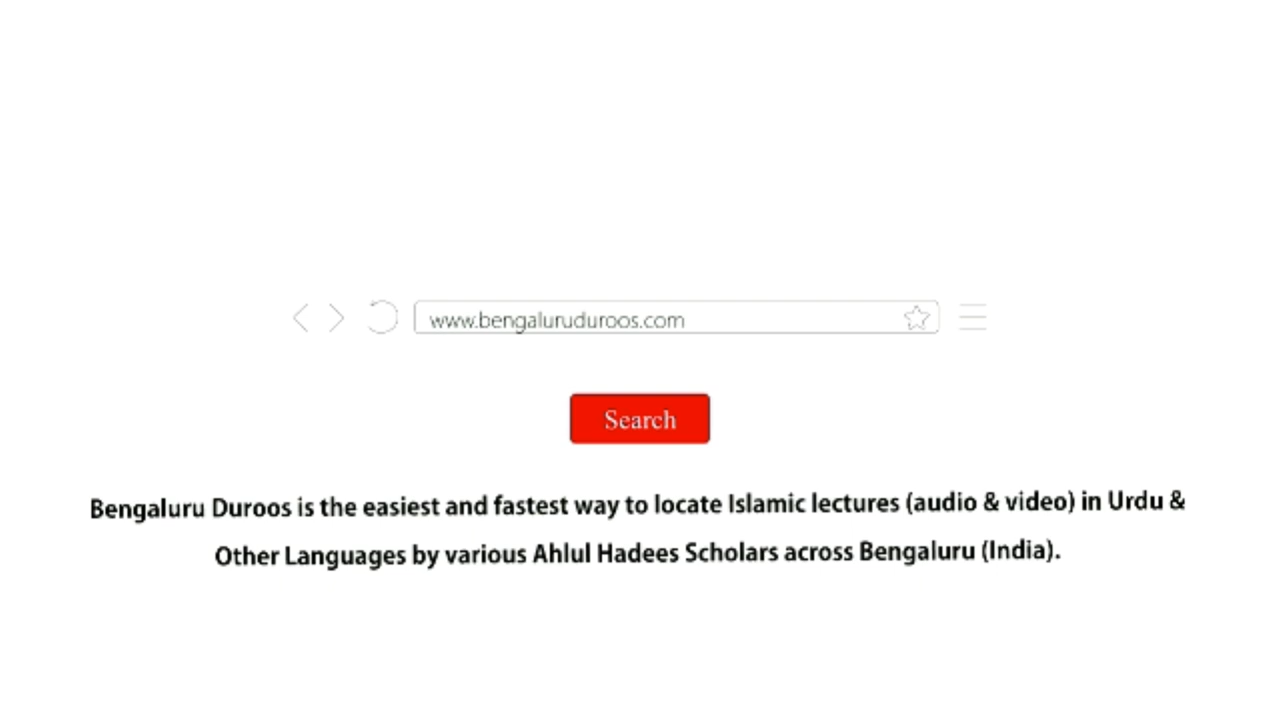 www.bengaluruduroos.com
Search
Bengaluru Duroos is the easiest and fastest way to locate Islamic lectures (audio & video) in Urdu &
Other Languages by various Ahlul Hadees Scholars across Bengaluru (India).